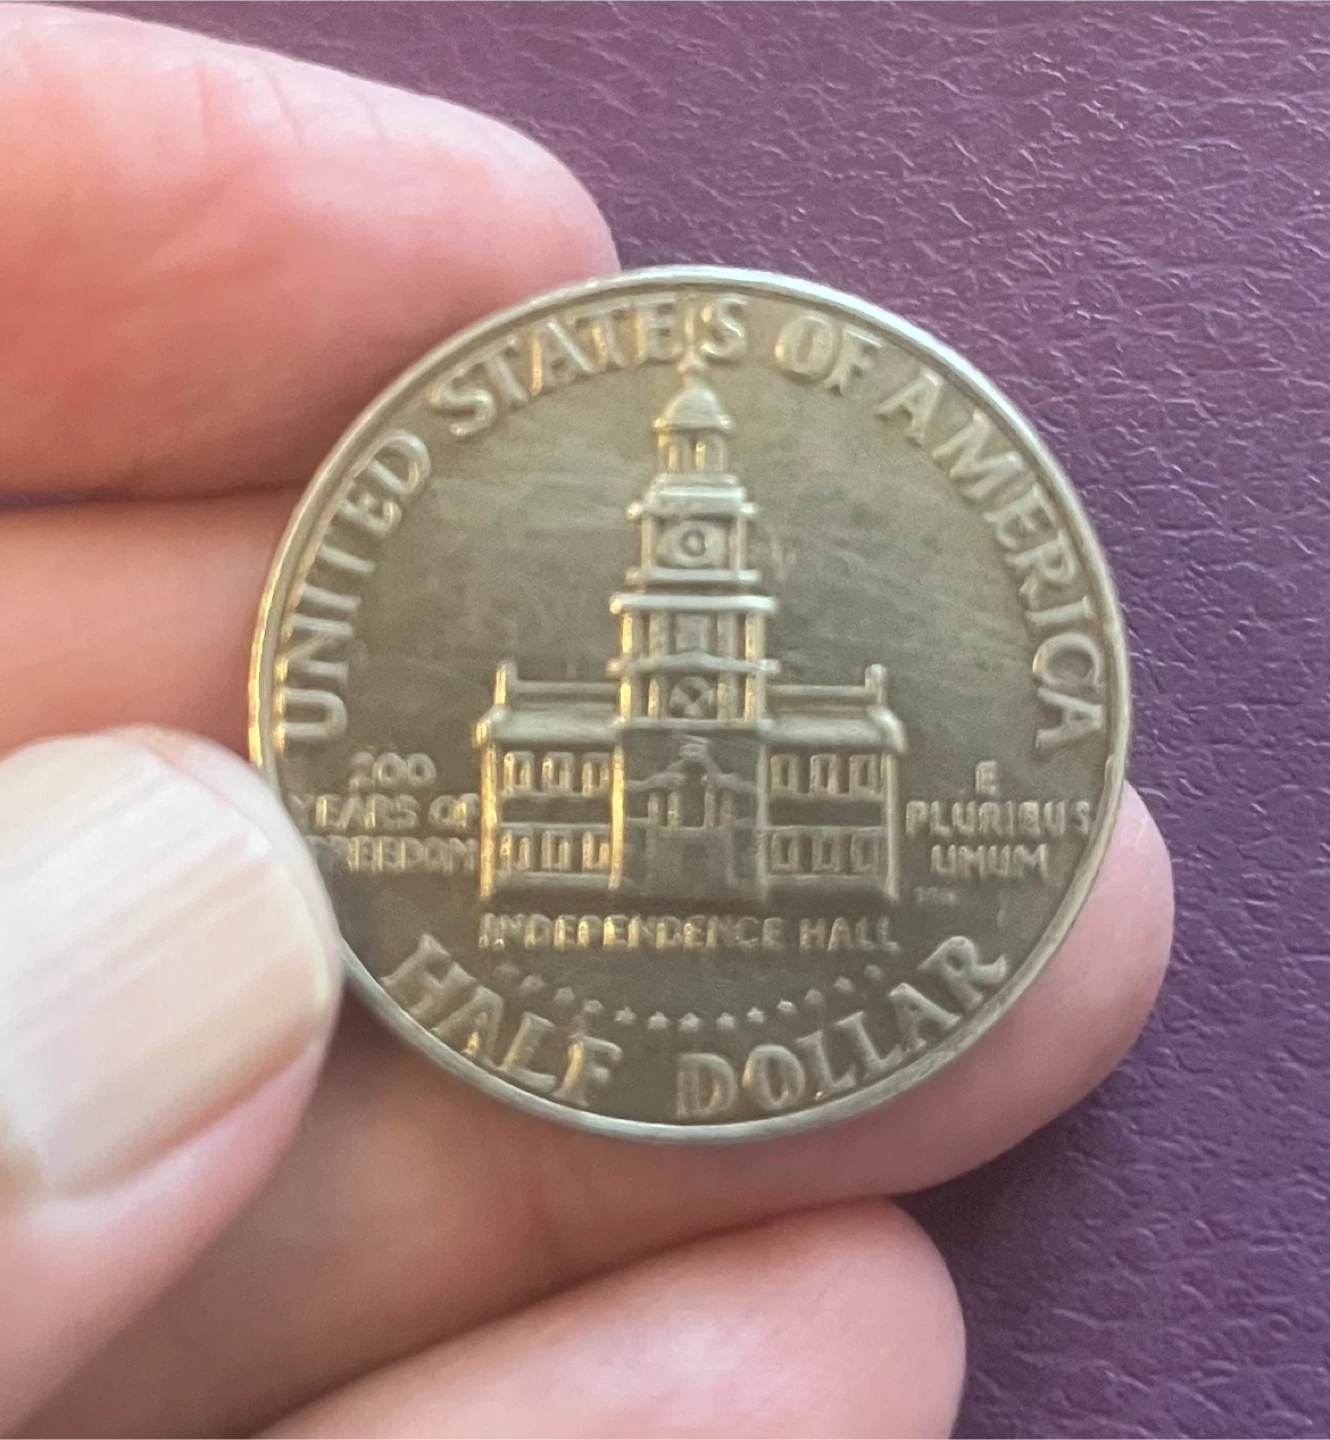 UNITED STATES OF AMERICA
200
YEARS OF
FREEDOM
E
PLURIBUS
UNUM
INDEPENDENCE HALL
HALF DOLLAR